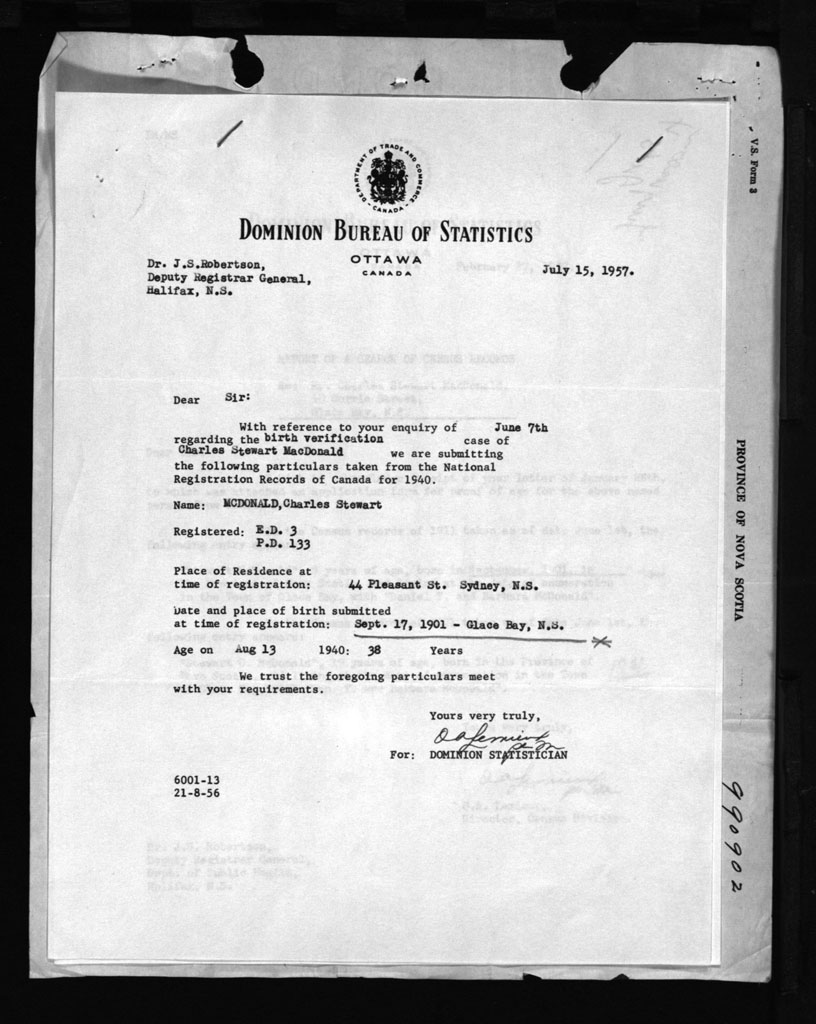 DEPARTMENT OF TRADE AND COMMERCE
CANADA
DOMINION BUREAU OF STATISTICS
OTTAWA
CANADA
Dr. J.S.Robertson,
Deputy Registrar General,
Halifax, N.S.
July 15, 1957.
Dear Sir:
With reference to your enquiry of June 7th
regarding the birth verification case of
Charles Stewart MacDonald we are submitting
the following particulars taken from the National
Registration Records of Canada for 1940.
Name: MCDONALD,Charles Stewart
Registered: E.D. 3
P.D. 133
Place of Residence at
time of registration: 44 Pleasant St. Sydney, N.S.
Date and place of birth submitted
at time of registration: Sept. 17, 1901 - Glace Bay, N.S.
Age on Aug 13 1940: 38 Years
We trust the foregoing particulars meet
with your requirements.
Yours very truly,
For: DOMINION STATISTICIAN
6001-13
21-8-56
V.S. Form 3
PROVINCE OF NOVA SCOTIA
990902